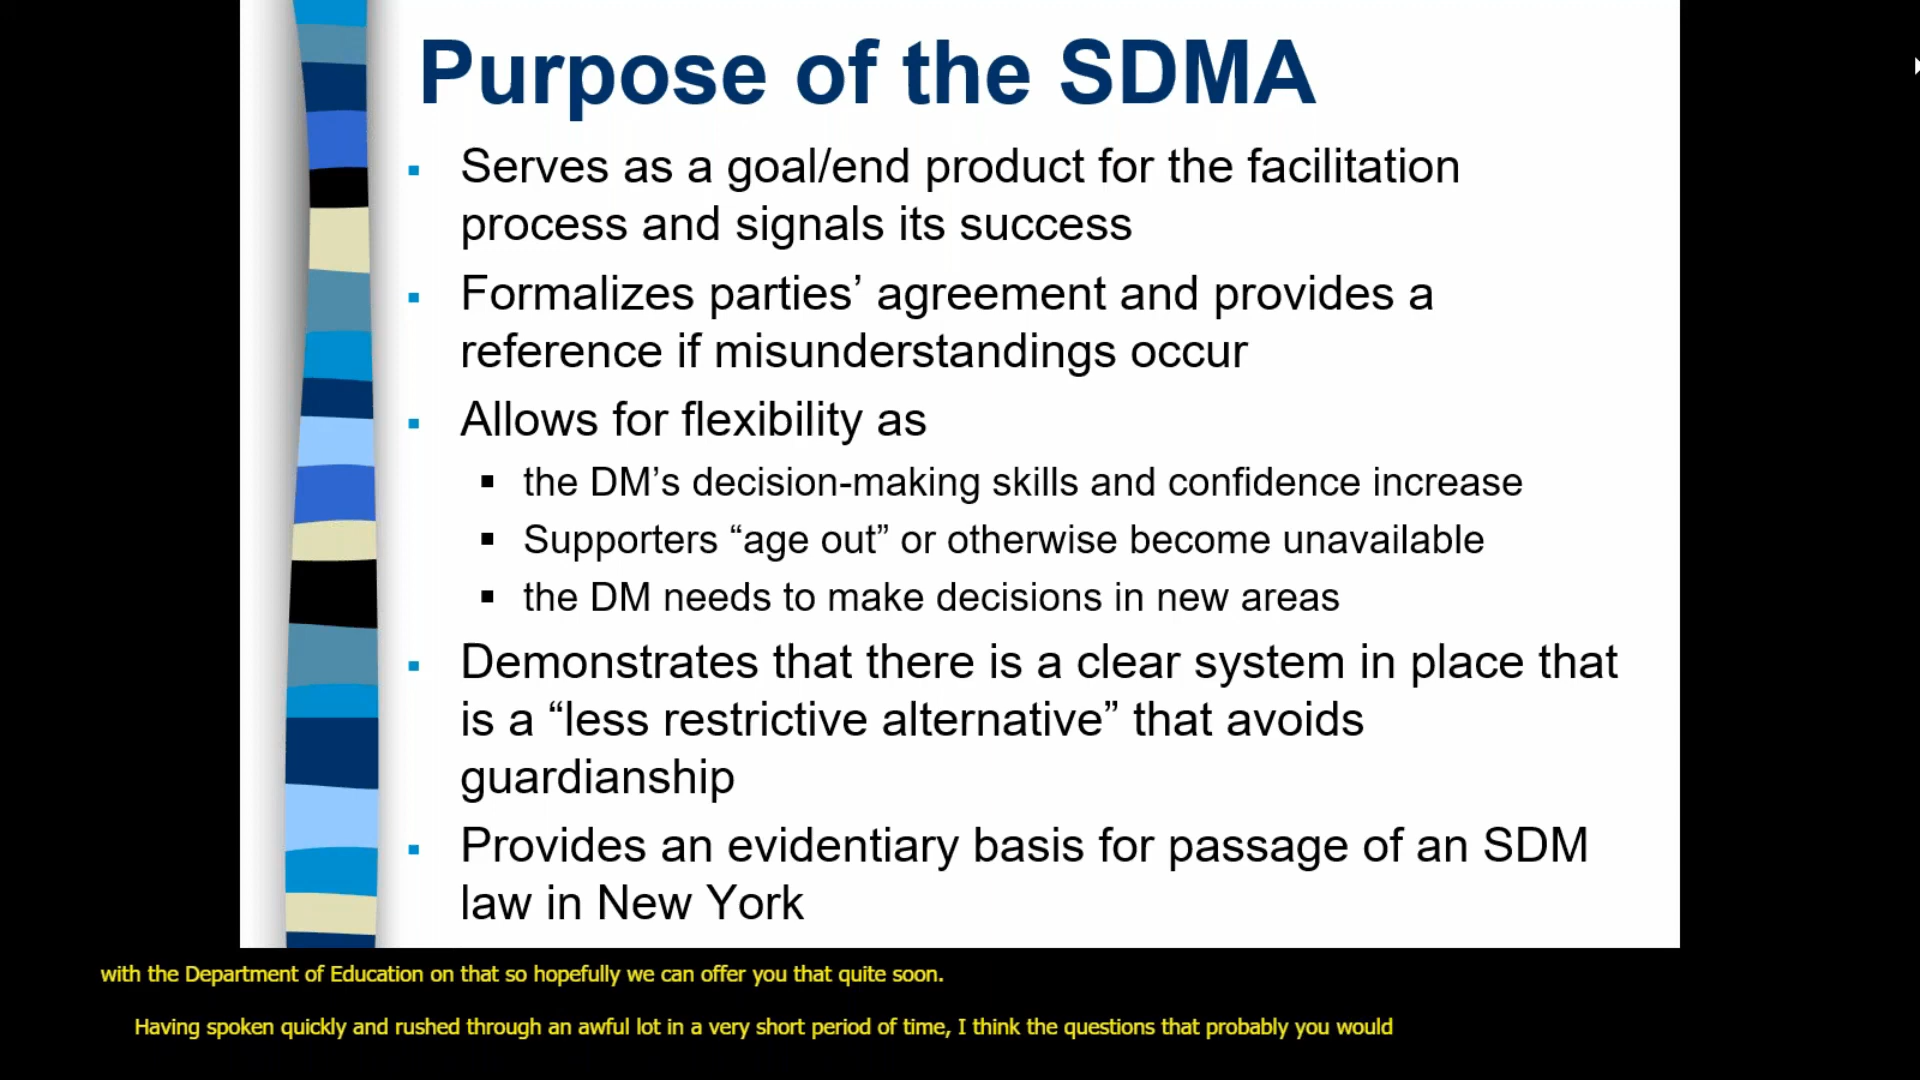 Purpose of the SDMA
▪ Serves as a goal/end product for the facilitation
process and signals its success
▪ Formalizes parties’ agreement and provides a
reference if misunderstandings occur
▪ Allows for flexibility as
▪ the DM’s decision-making skills and confidence increase
▪ Supporters “age out” or otherwise become unavailable
▪ the DM needs to make decisions in new areas
▪ Demonstrates that there is a clear system in place that
is a “less restrictive alternative” that avoids
guardianship
▪ Provides an evidentiary basis for passage of an SDM
law in New York
with the Department of Education on that so hopefully we can offer you that quite soon.
Having spoken quickly and rushed through an awful lot in a very short period of time, I think the questions that probably you would